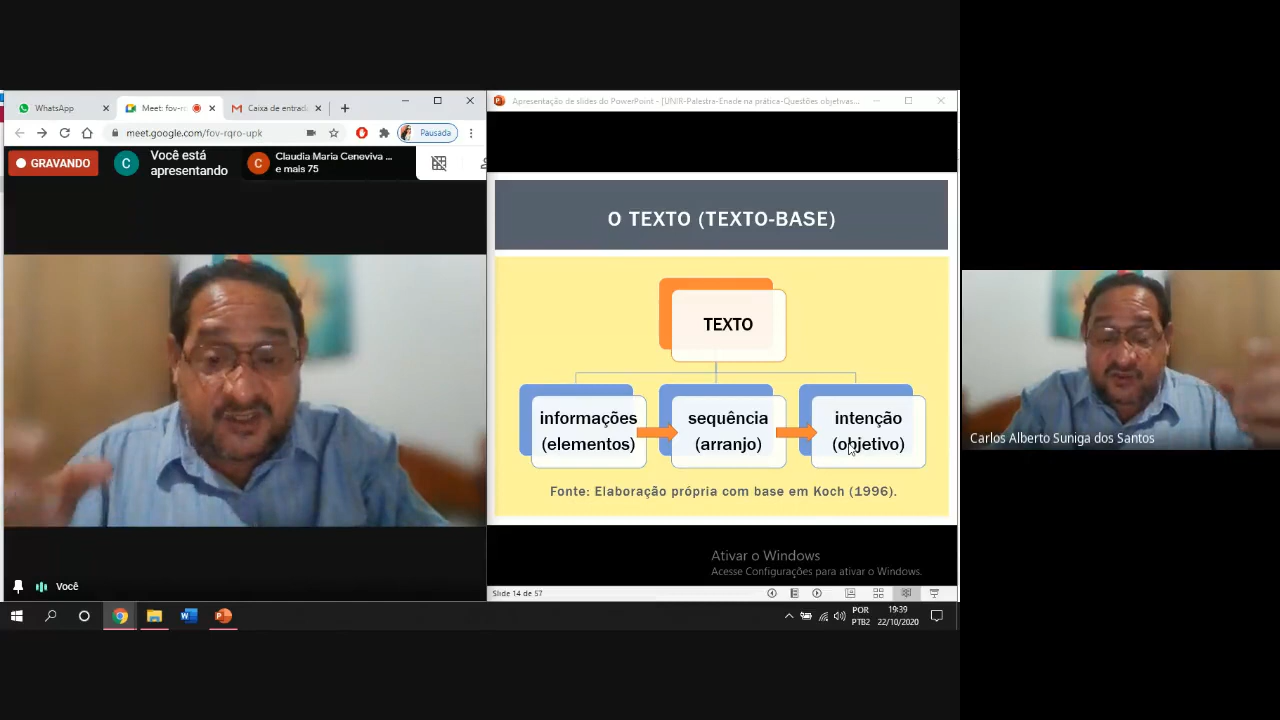 WhatsApp
Meet: fov-r
Caixa de entrad
meet.google.com/fov-rqro-upk
Pausada
GRAVANDO
C
Você está
apresentando
C
Claudia Maria Ceneviva ...
e mais 75
Você
Apresentação de slides do PowerPoint - [UNIR-Palestra-Enade na prática-Questões objetivas...
O TEXTO (TEXTO-BASE)
TEXTO
informações
(elementos)
sequência
(arranjo)
intenção
(objetivo)
Fonte: Elaboração própria com base em Koch (1996).
Ativar o Windows
Acesse Configurações para ativar o Windows.
Slide 14 de 57
POR
PTB2
19:39
22/10/2020
Carlos Alberto Suniga dos Santos